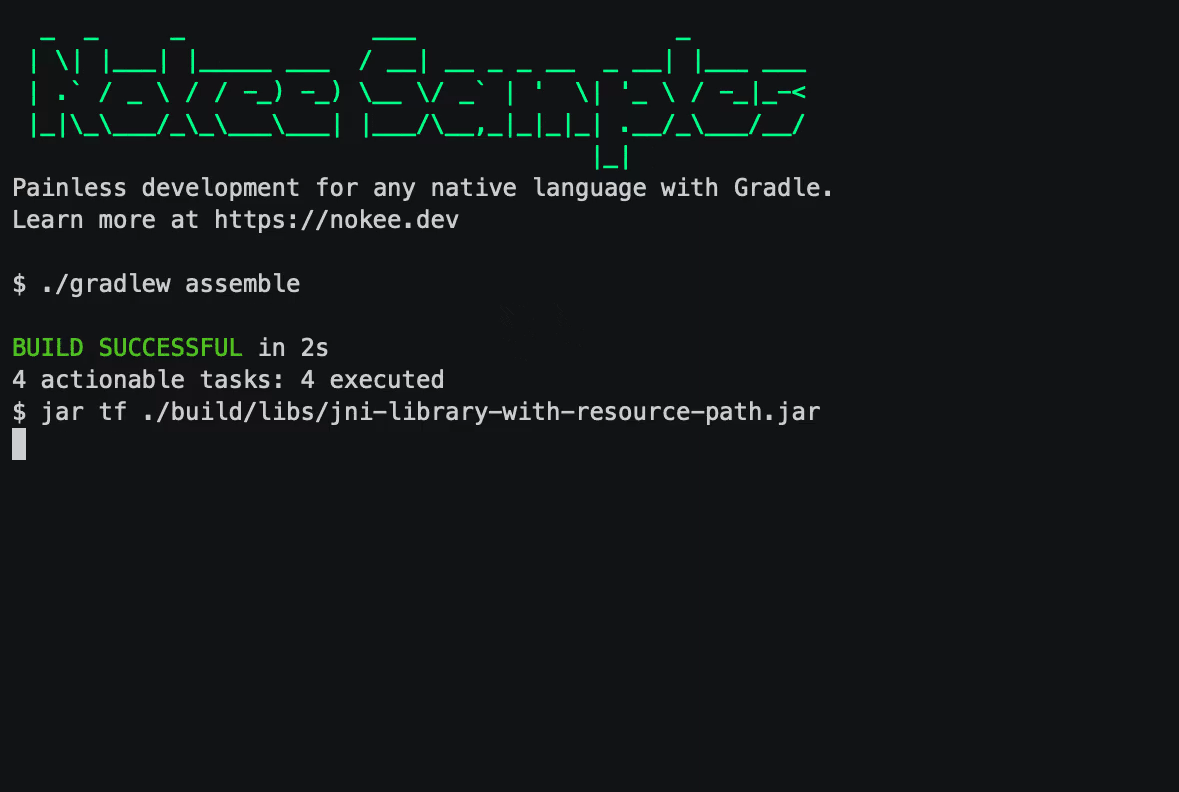 Nokee Samples
Painless development for any native language with Gradle.
Learn more at https://nokee.dev
$ ./gradlew assemble
BUILD SUCCESSFUL in 2s
4 actionable tasks: 4 executed
$ jar tf ./build/libs/jni-library-with-resource-path.jar